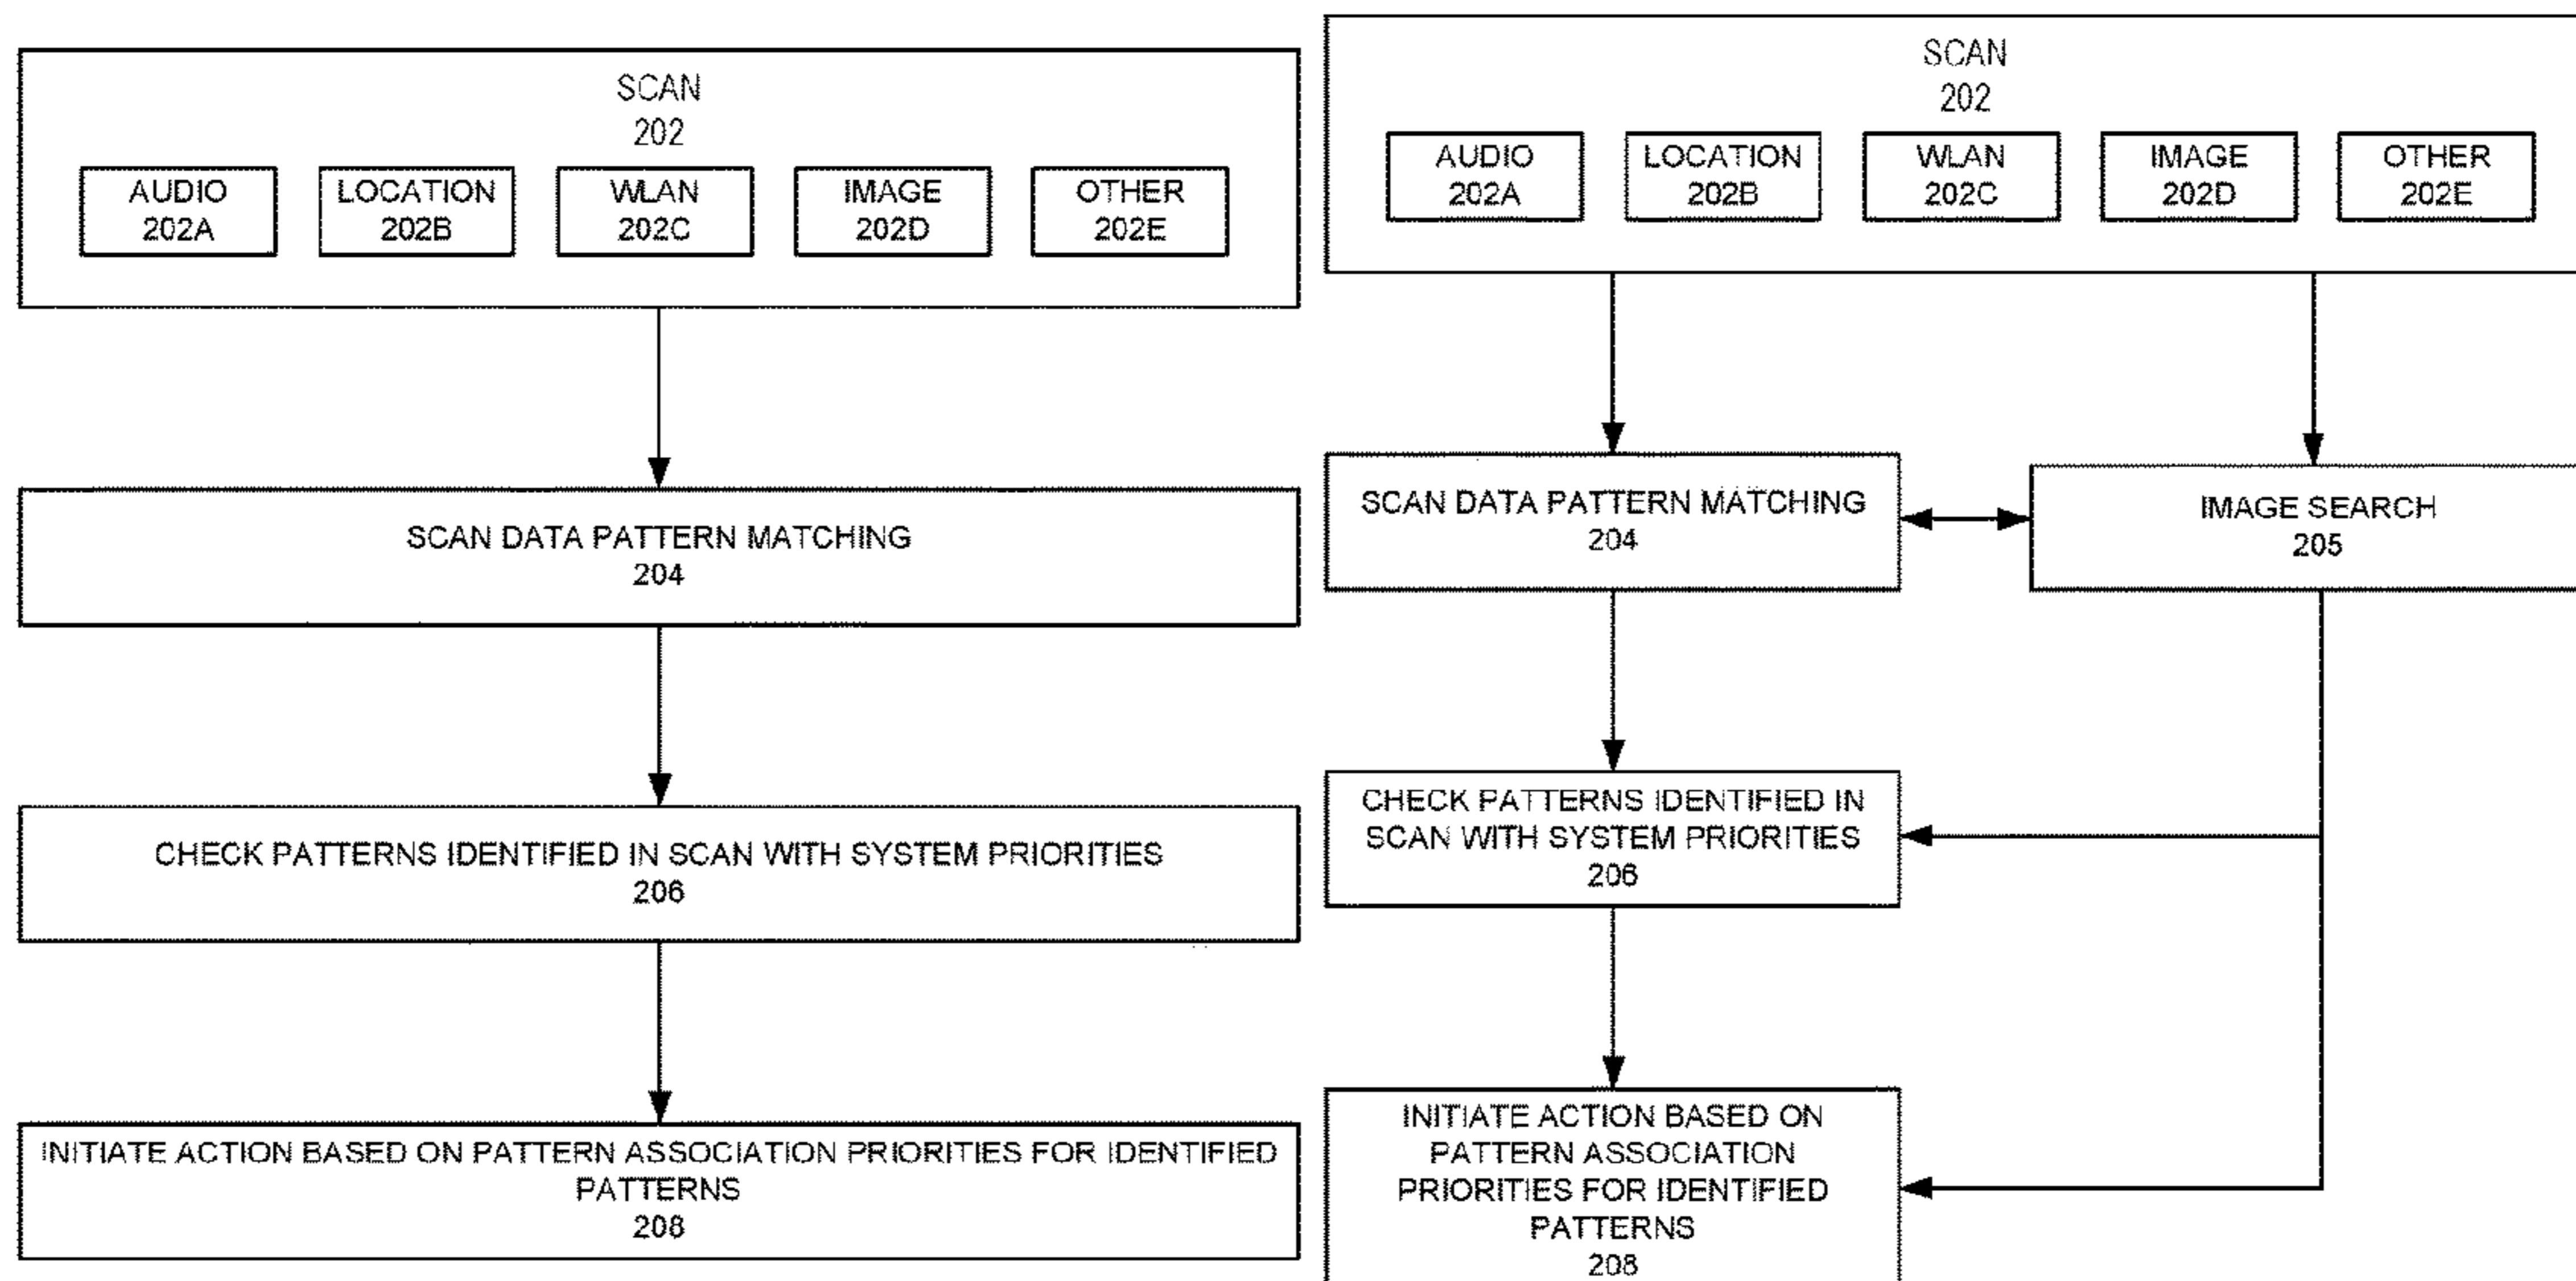 SCAN
202
AUDIO
202A
LOCATION
202B
WLAN
202C
IMAGE
202D
OTHER
202E
SCAN DATA PATTERN MATCHING
204
CHECK PATTERNS IDENTIFIED IN SCAN WITH SYSTEM PRIORITIES
206
INITIATE ACTION BASED ON PATTERN ASSOCIATION PRIORITIES FOR IDENTIFIED
PATTERNS
208
SCAN
202
AUDIO
202A
LOCATION
202B
WLAN
202C
IMAGE
202D
OTHER
202E
SCAN DATA PATTERN MATCHING
204
IMAGE SEARCH
205
CHECK PATTERNS IDENTIFIED IN
SCAN WITH SYSTEM PRIORITIES
206
INITIATE ACTION BASED ON
PATTERN ASSOCIATION
PRIORITIES FOR IDENTIFIED
PATTERNS
208